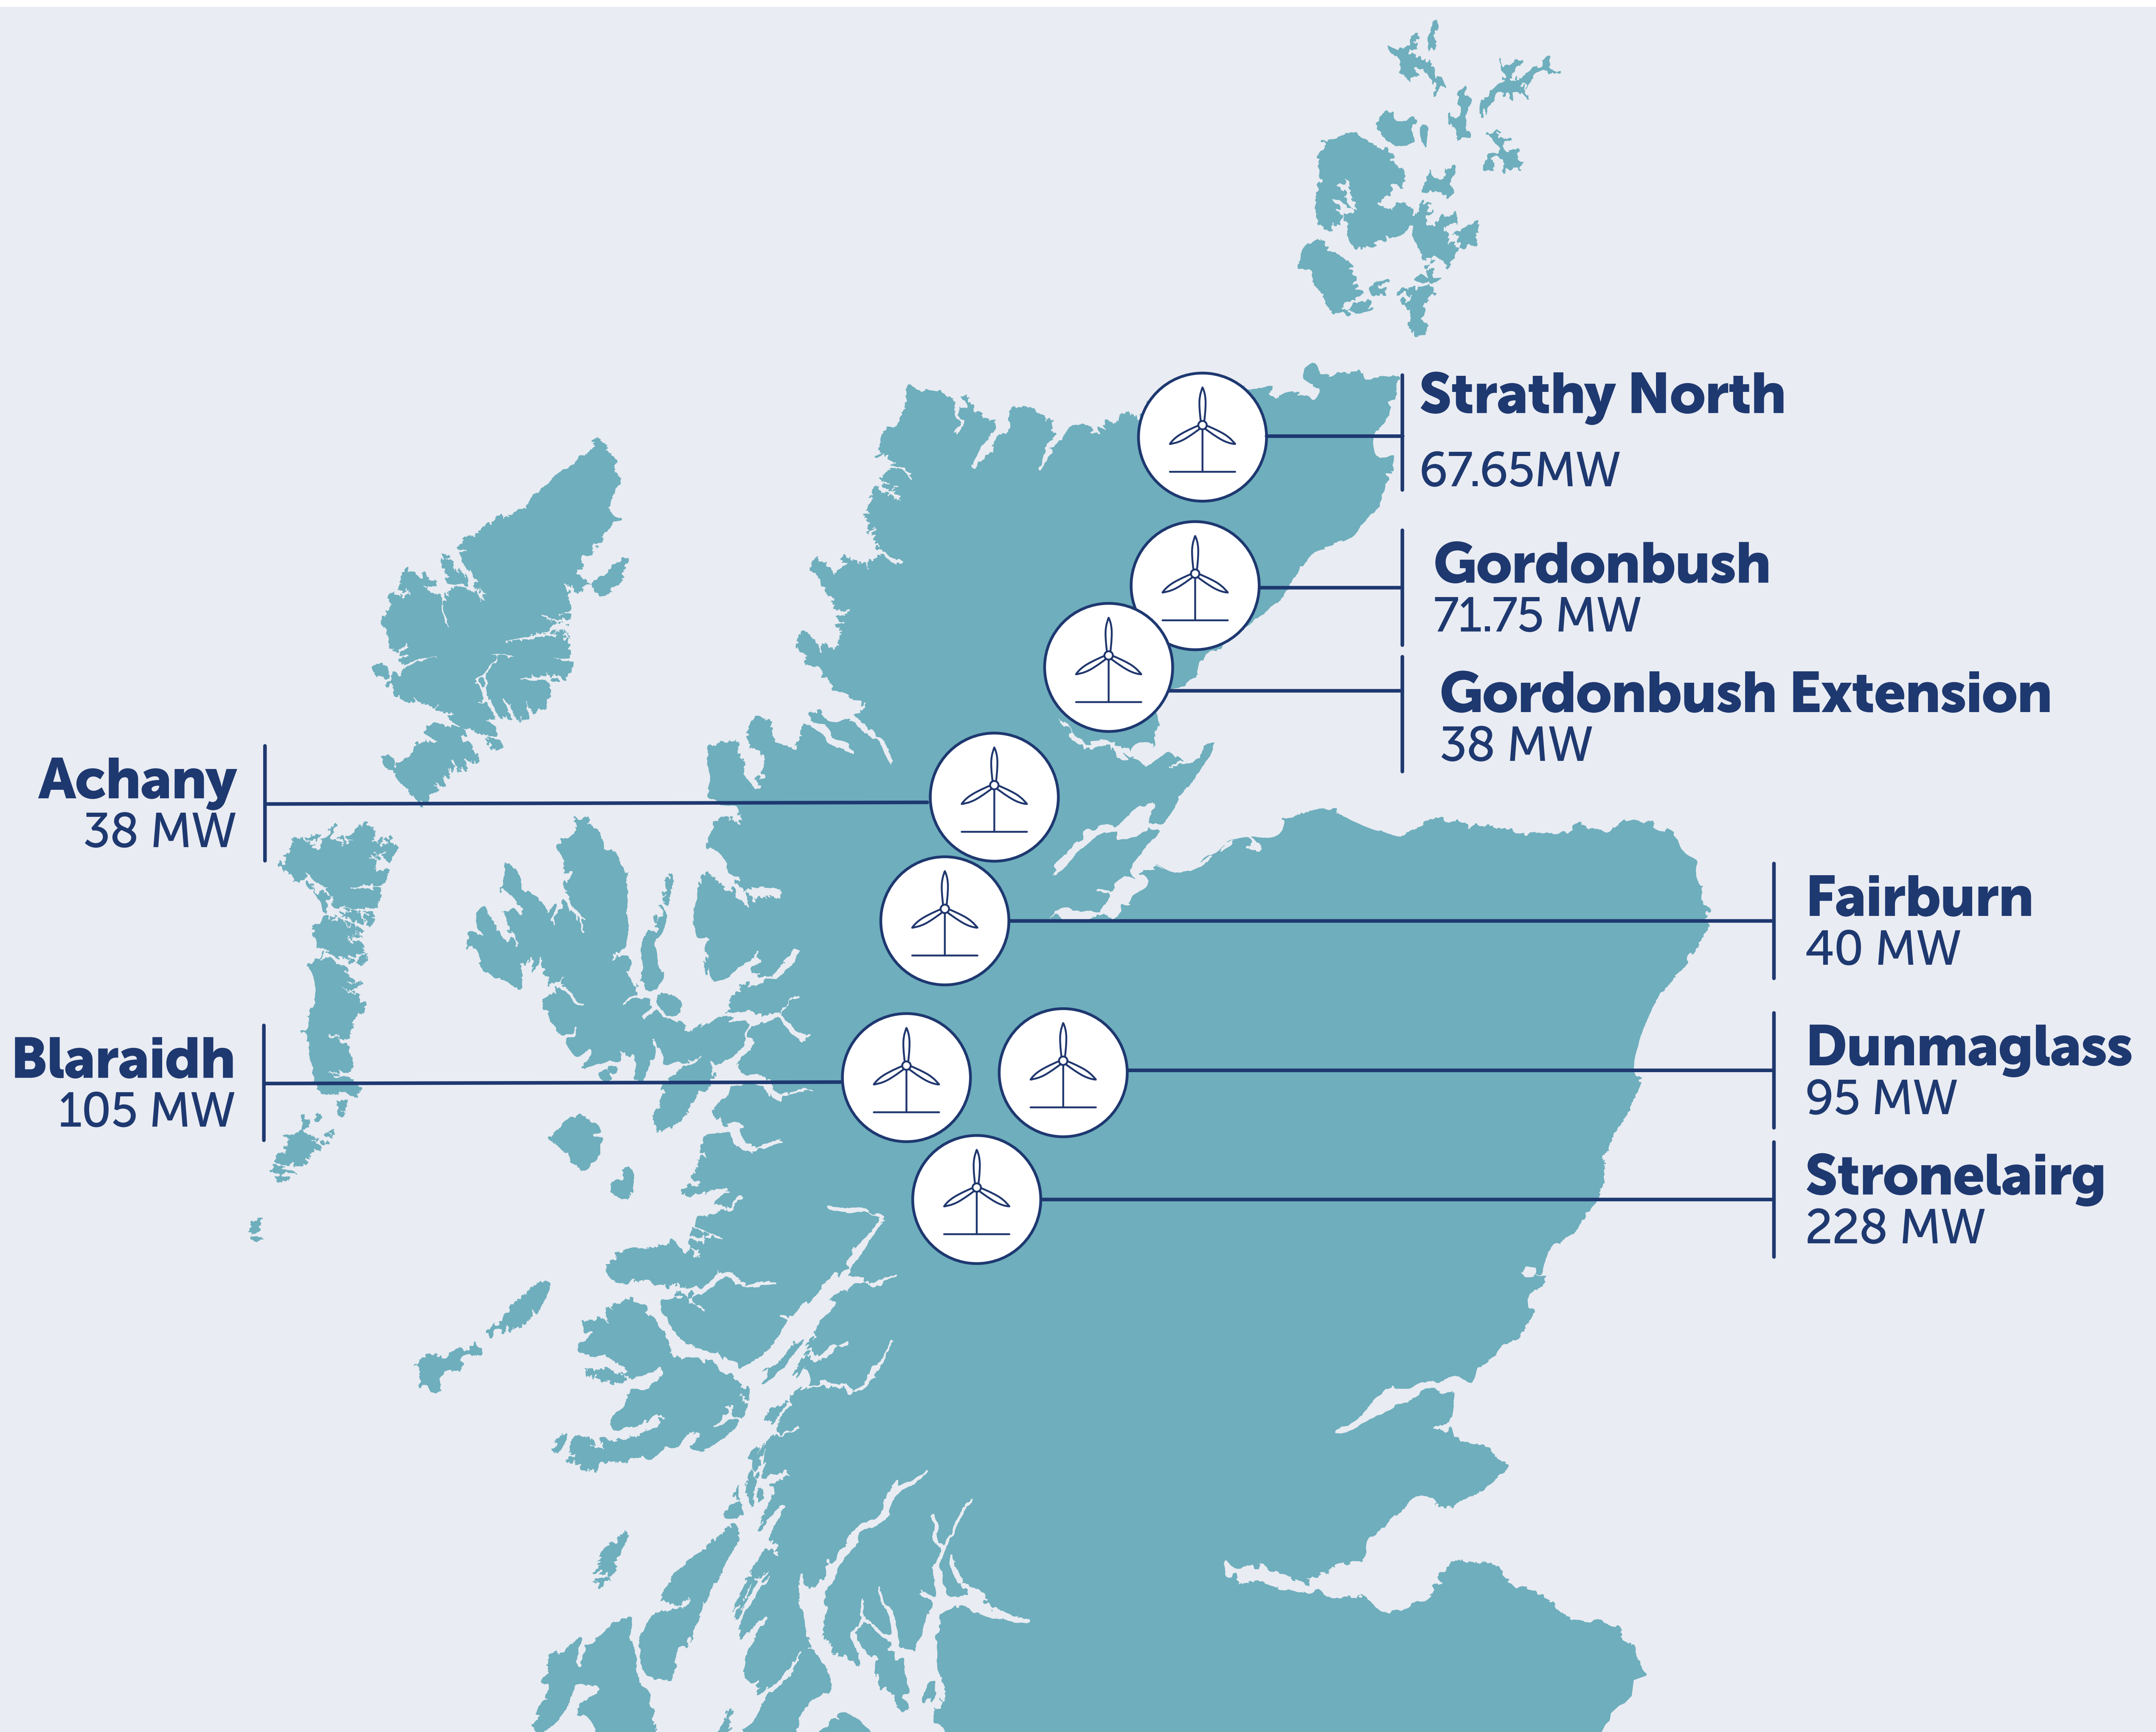 Strathy North
67.65MW
Gordonbush
71.75 MW
Gordonbush Extension
38 MW
Achany
38 MW
Fairburn
40 MW
Blaraidh
105 MW
Dunmaglass
95 MW
Stronelairg
228 MW